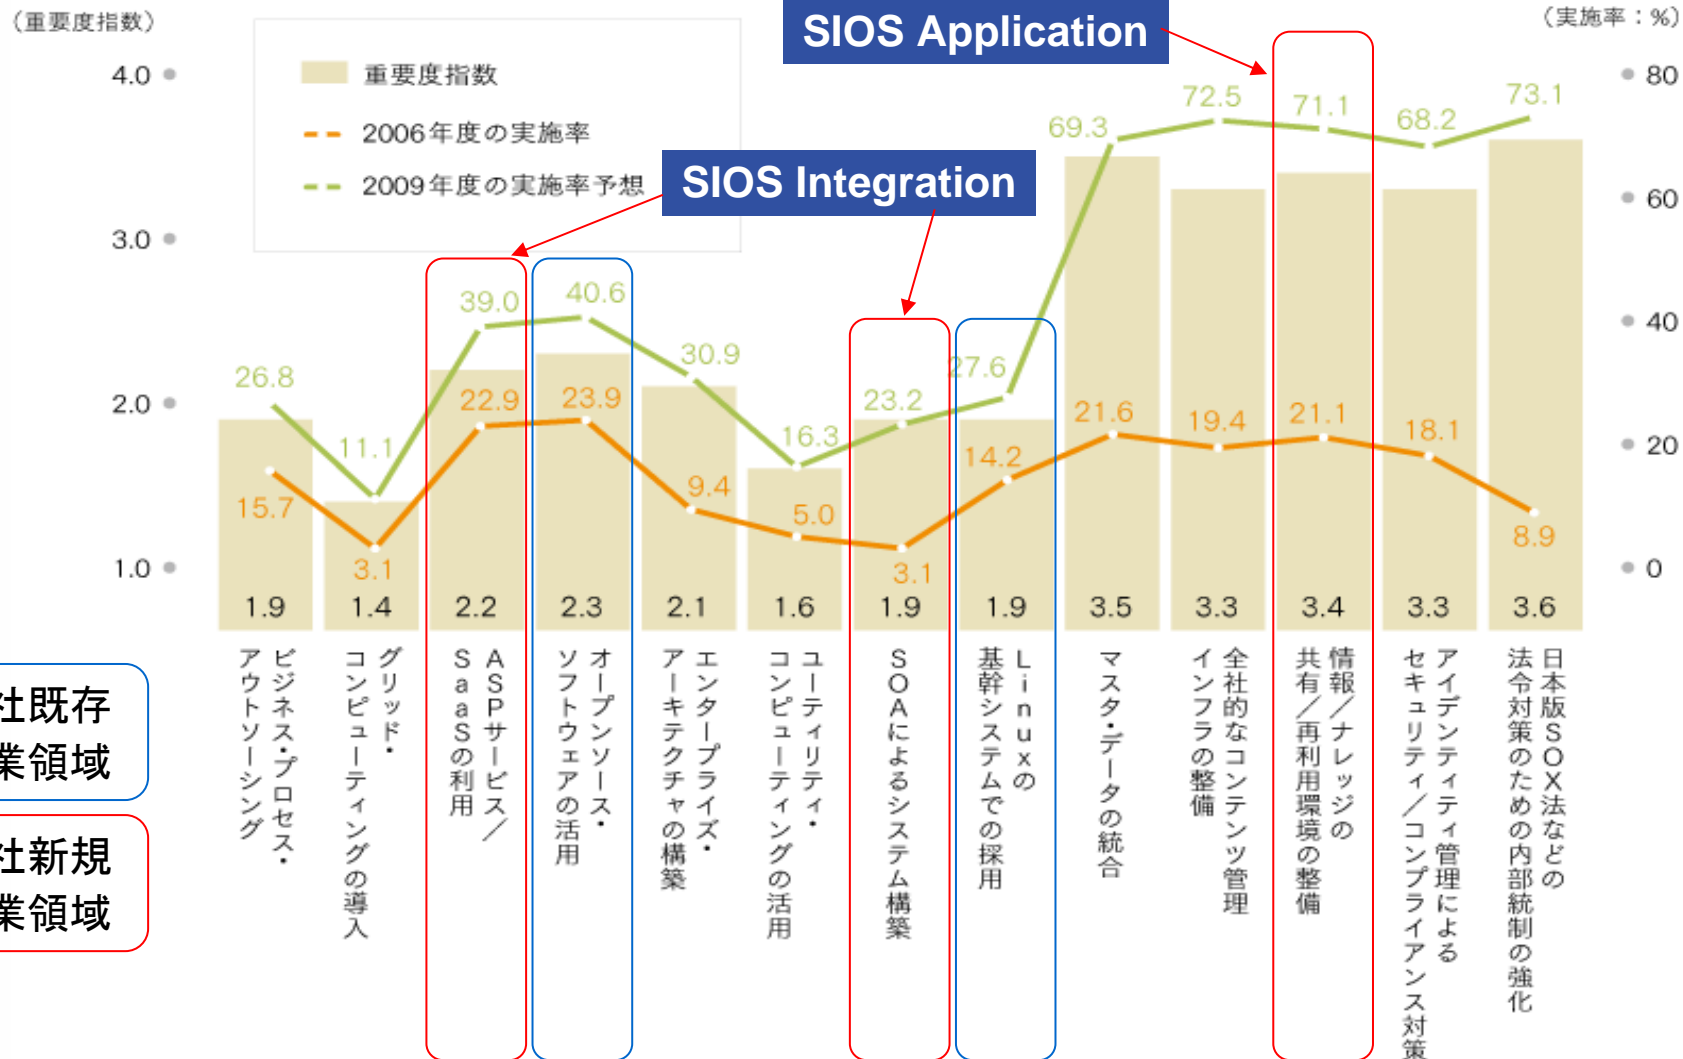 （重要度指数）
SIOS Application
（実施率：%）
4.0
重要度指数
2006年度の実施率
2009年度の実施率予想
SIOS Integration
3.0
2.0
1.0
80
60
40
20
0
26.8
11.1
39.0
40.6
30.9
16.3
23.2
27.6
69.3
72.5
71.1
68.2
73.1
15.7
3.1
22.9
23.9
9.4
5.0
3.1
14.2
21.6
19.4
21.1
18.1
8.9
1.9
1.4
2.2
2.3
2.1
1.6
1.9
1.9
3.5
3.3
3.4
3.3
3.6
ビジネス・プロセス・
アウトソーシング
グリッド・
コンピューティングの導入
ASPサービス／
SaaSの利用
オープンソース・
ソフトウェアの活用
エンタープライズ・
アーキテクチャの構築
ユーティリティ・
コンピューティングの活用
SOAによるシステム構築
Linuxの
基幹システムでの採用
マスタ・データの統合
全社的なコンテンツ管理
インフラの整備
情報／ナレッジの
共有／再利用環境の整備
アイデンティティ管理による
セキュリティ／コンプライアンス対策
日本版SOX法などの
法令対策のための内部統制の強化
社既存
業領域
社新規
業領域